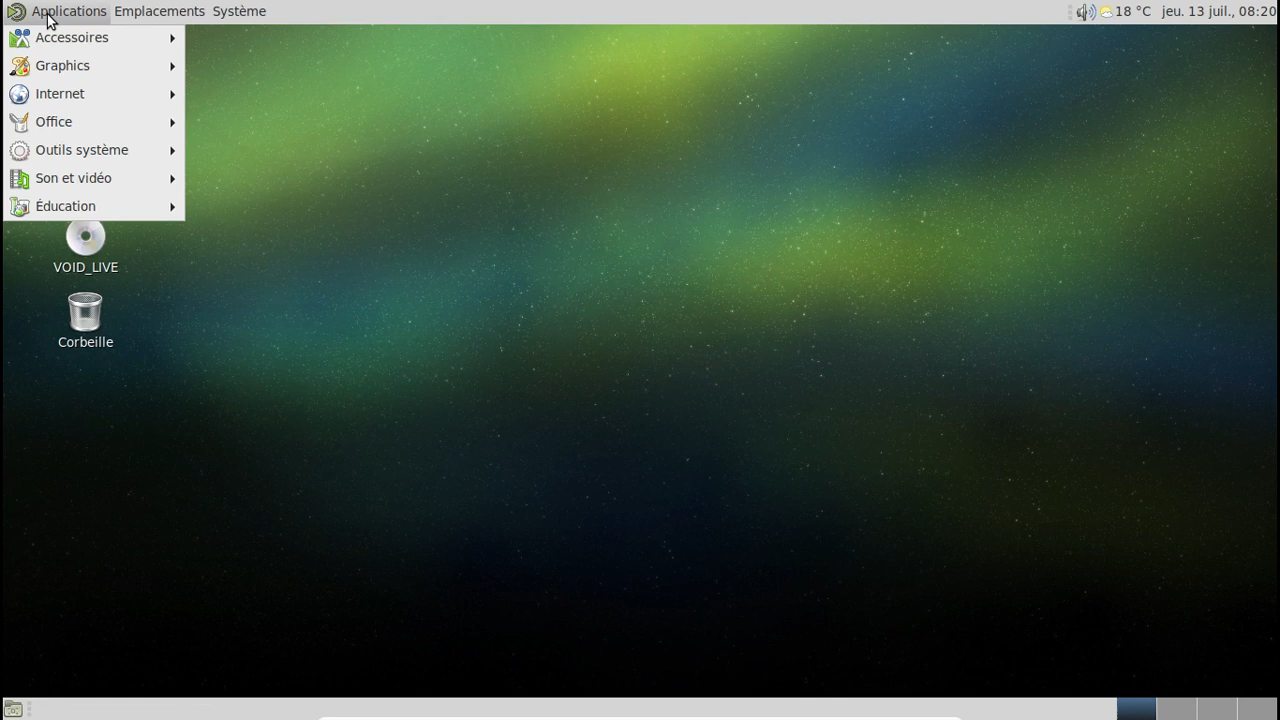 Applications Emplacements Système 18 °C jeu. 13 juil., 08:20
Accessoires
Graphics
Internet
Office
Outils système
Son et vidéo
Éducation
VOID_LIVE
Corbeille